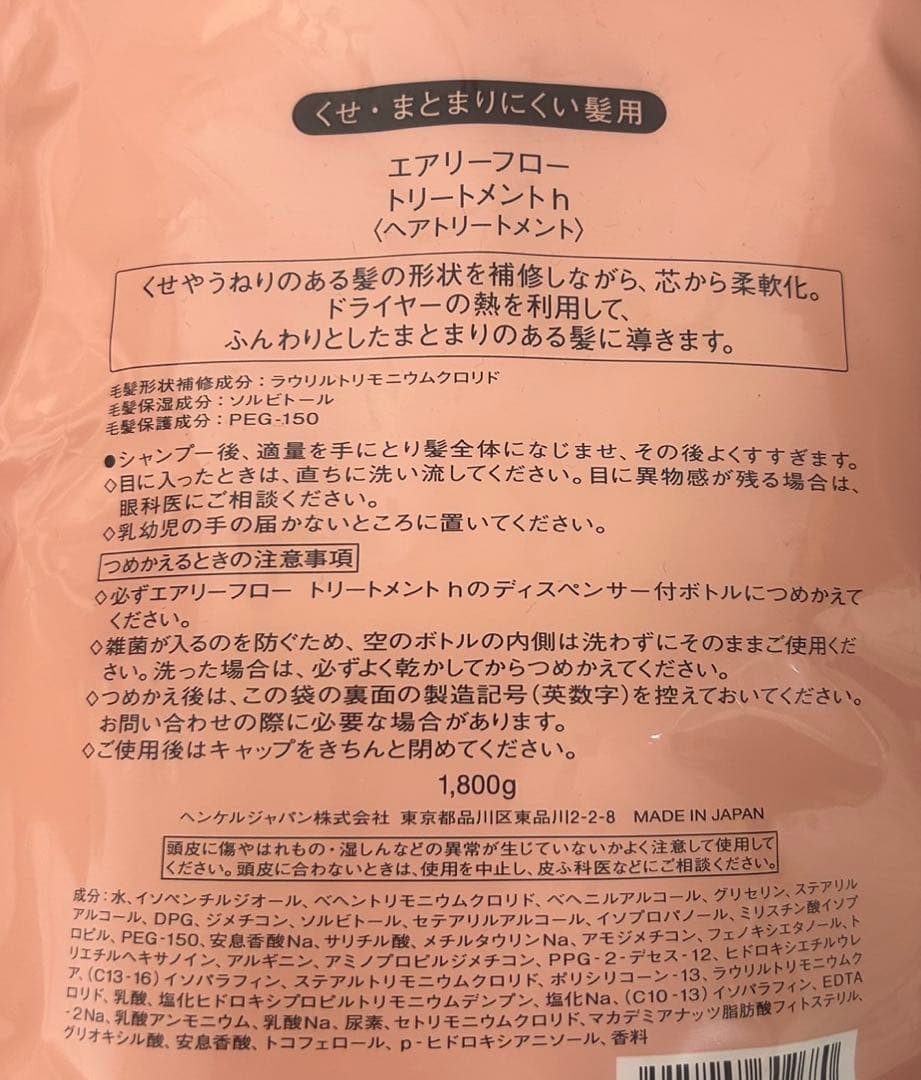 くせ・まとまりにくい髪用
エアリーフロー
トリートメントh
〈ヘアトリートメント〉
くせやうねりのある髪の形状を補修しながら、芯から柔軟化。
ドライヤーの熱を利用して、
ふんわりとしたまとまりのある髪に導きます。
毛髪形状補修成分：ラウリルトリモニウムクロリド
毛髪保湿成分：ソルビトール
毛髪保護成分：PEG-150
●シャンプー後、適量を手にとり髪全体になじませ、その後よくすすぎます。
◇目に入ったときは、直ちに洗い流してください。目に異物感が残る場合は、
眼科医にご相談ください。
◇乳幼児の手の届かないところに置いてください。
つめかえるときの注意事項
◇必ずエアリーフロー トリートメントhのディスペンサー付ボトルにつめかえて
ください。
◇雑菌が入るのを防ぐため、空のボトルの内側は洗わずにそのままご使用くだ
さい。洗った場合は、必ずよく乾かしてからつめかえてください。
◇つめかえ後は、この袋の裏面の製造記号(英数字)を控えておいてください。
お問い合わせの際に必要な場合があります。
◇ご使用後はキャップをきちんと閉めてください。
1,800g
ヘンケルジャパン株式会社 東京都品川区東品川2-2-8 MADE IN JAPAN
頭皮に傷やはれもの・湿しんなどの異常が生じていないかよく注意して使用して
ください。頭皮に合わないときは、使用を中止し、皮ふ科医などにご相談ください。
成分：水、イソペンチルジオール、ベヘントリモニウムクロリド、ベヘニルアルコール、グリセリン、ステアリル
アルコール、DPG、ジメチコン、ソルビトール、セテアリルアルコール、イソプロパノール、ミリスチン酸イソプ
ロピル、PEG-150、安息香酸Na、サリチル酸、メチルタウリンNa、アモジメチコン、フェノキシエタノール、ト
リエチルヘキサノイン、アルギニン、アミノプロピルジメチコン、PPG-2-デセス-12、ヒドロキシエチルウレ
ア、(C13-16)イソパラフィン、ステアルトリモニウムクロリド、ポリシリコーン-13、ラウリルトリモニウムク
ロリド、乳酸、塩化ヒドロキシプロピルトリモニウムデンプン、塩化Na、(C10-13)イソパラフィン、EDTA
-2Na、乳酸アンモニウム、乳酸Na、尿素、セトリモニウムクロリド、マカデミアナッツ脂肪酸フィトステリル、
グリオキシル酸、安息香酸、トコフェロール、p-ヒドロキシアニソール、香料